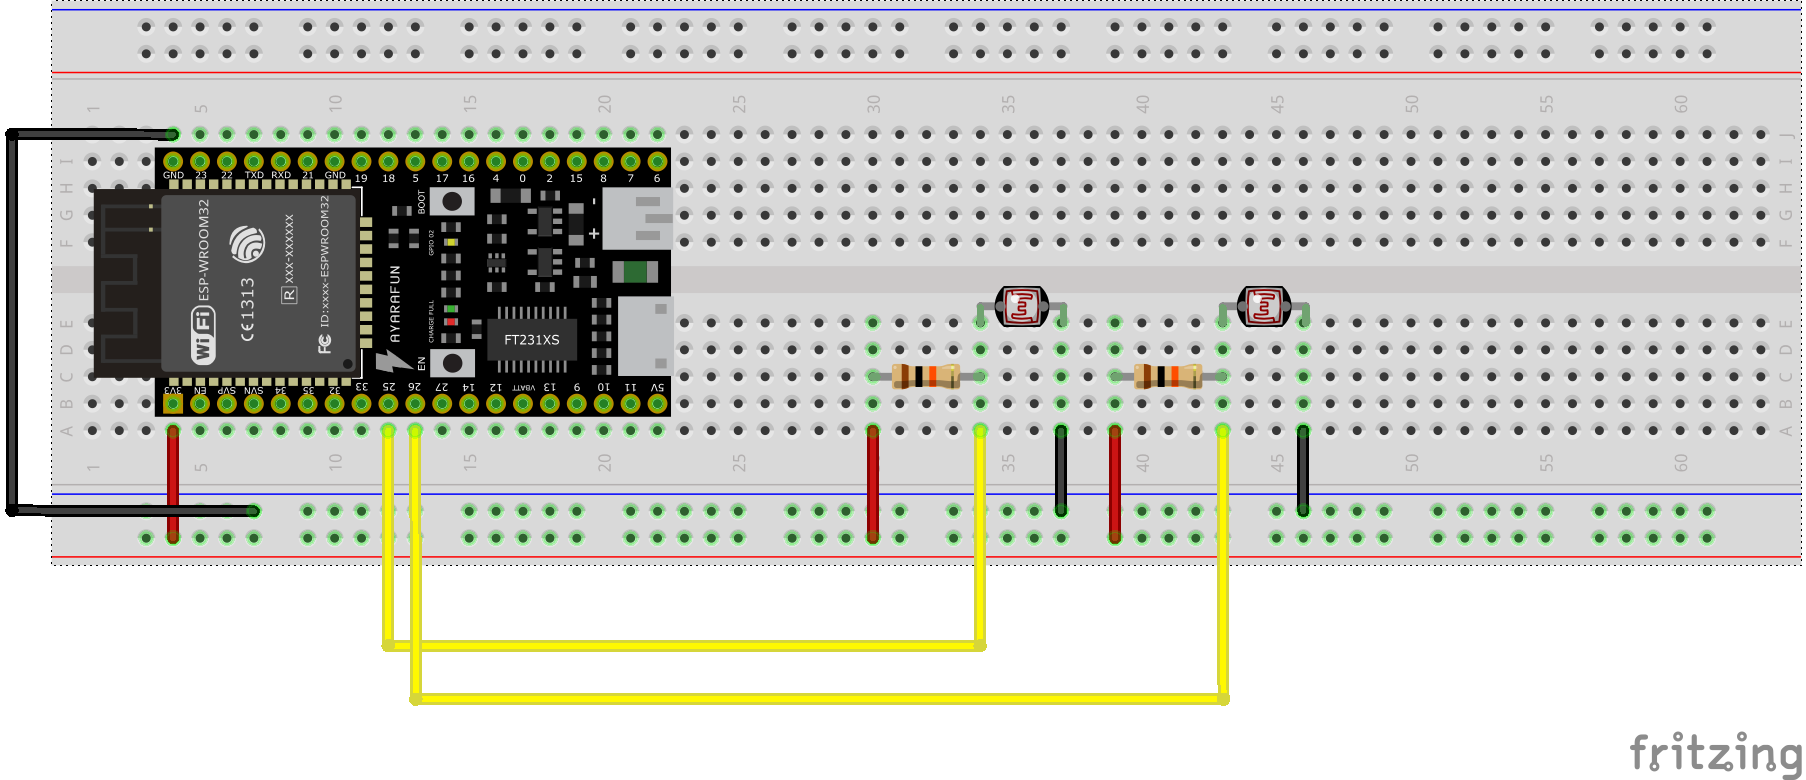 1 5 10 15 20 25 30 35 40 45 50 55 60
J
I
H
G
F
E
D
C
B
A
J
I
H
G
F
E
D
C
B
A
GND 23 22 TXD RXD 21 GND 19 18 5 17 16 4 0 2 15 8 7 6
WiFi
ESP-WROOM32
CE1313
R XXX-XXXXXX
FC ID:xxxx-ESPWROOM32
AYARAFUN
BOOT
GPIO 02
CHARGE FULL
EN
-
+
FT231XS
3V3 EN SVP SVN 34 35 32 33 25 26 27 14 12 VBATT 13 9 10 11 5V
1 5 10 15 20 25 30 35 40 45 50 55 60
fritzing